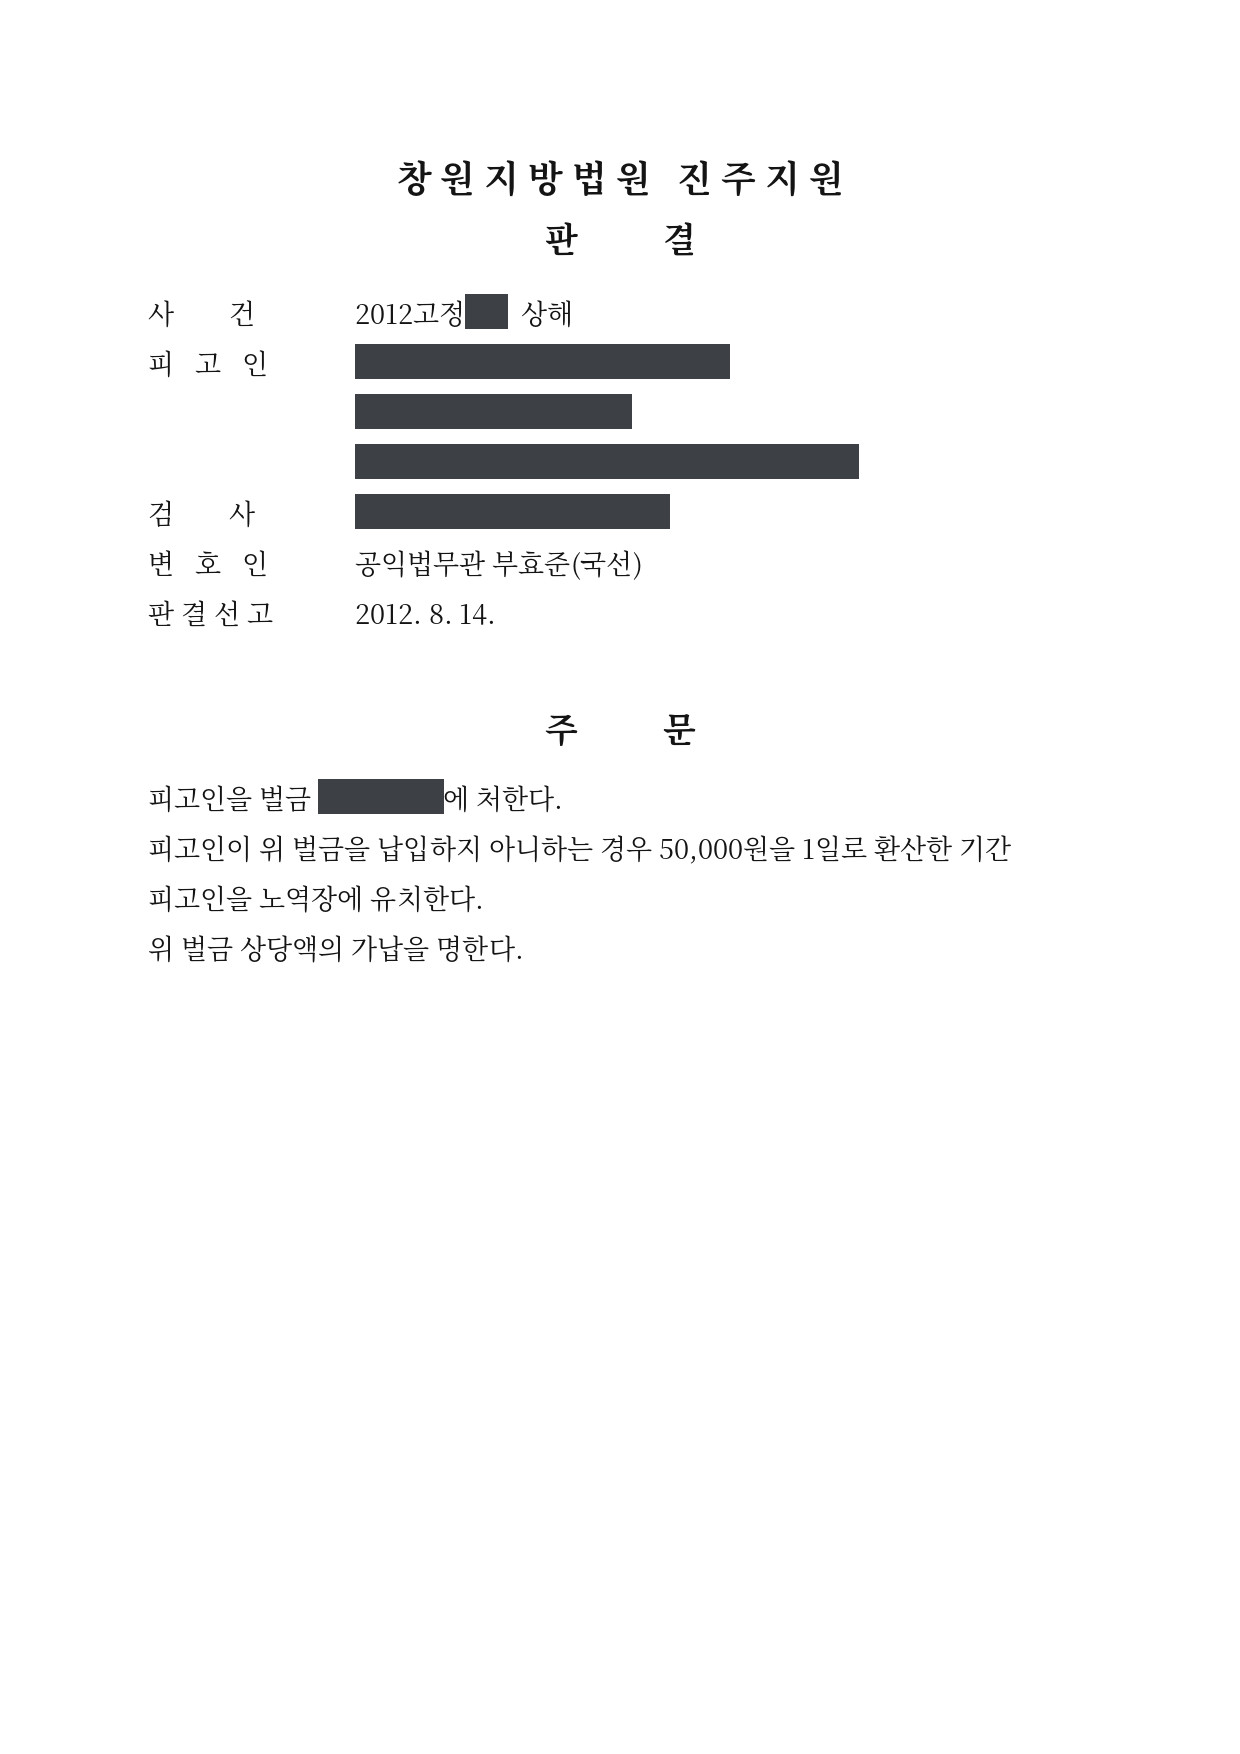 창원지방법원 진주지원
판 결
사 건 2012고정 상해
피 고 인
검 사
변 호 인 공익법무관 부효준(국선)
판결선고 2012. 8. 14.
주 문
피고인을 벌금 에 처한다.
피고인이 위 벌금을 납입하지 아니하는 경우 50,000원을 1일로 환산한 기간
피고인을 노역장에 유치한다.
위 벌금 상당액의 가납을 명한다.